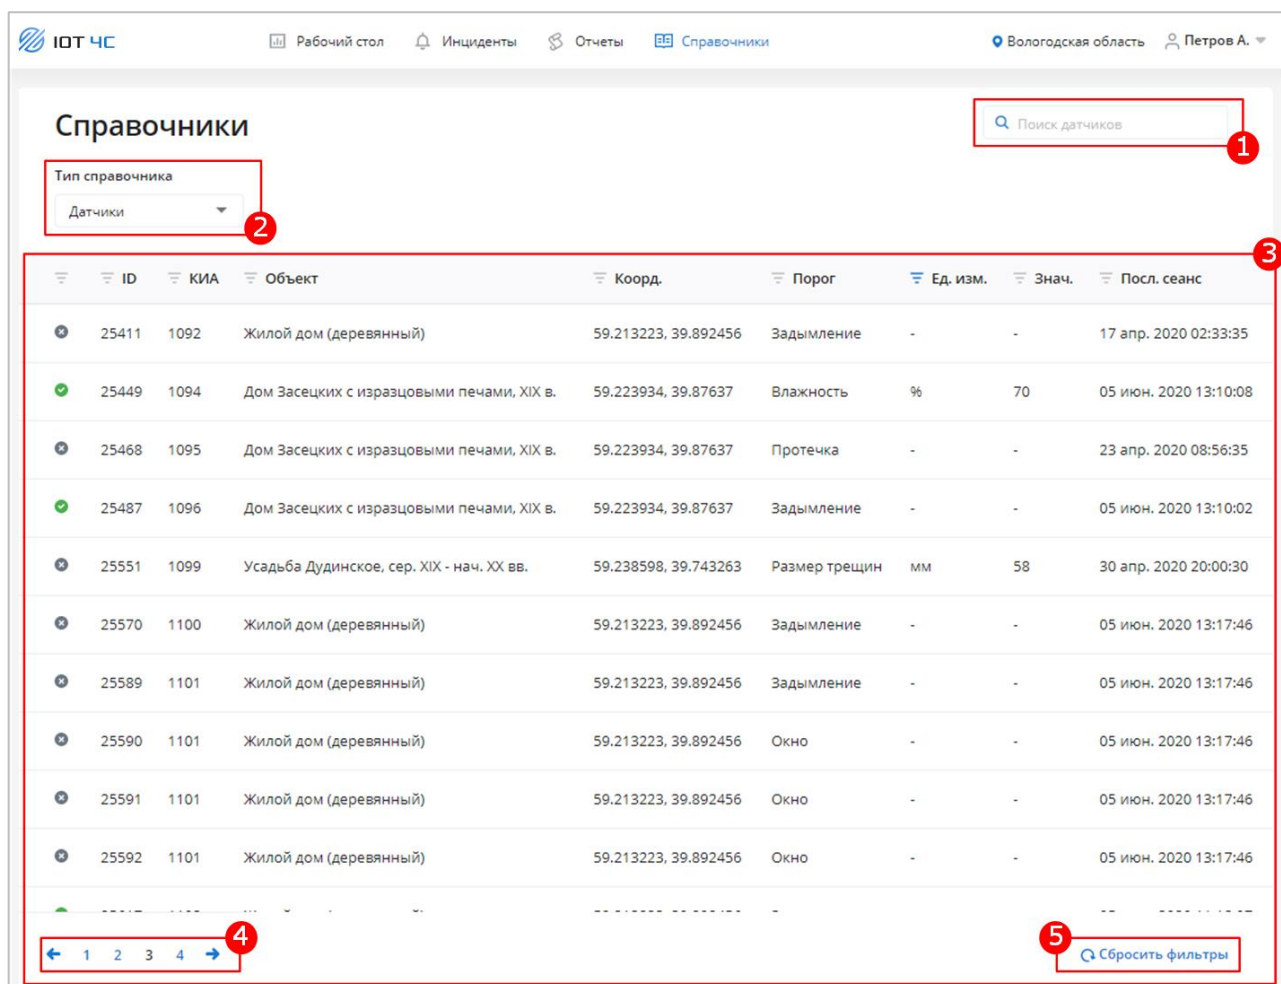 ІОТ ЧС Рабочий стол Инциденты Отчеты Справочники Вологодская область Петров А.
Справочники
Поиск датчиков
1
Тип справочника
Датчики
2
3
ID КИА Объект Коорд. Порог Ед. изм. Знач. Посл. сеанс
25411 1092 Жилой дом (деревянный) 59.213223, 39.892456 Задымление - - 17 апр. 2020 02:33:35
25449 1094 Дом Засецких с изразцовыми печами, XIX в. 59.223934, 39.87637 Влажность % 70 05 июн. 2020 13:10:08
25468 1095 Дом Засецких с изразцовыми печами, XIX в. 59.223934, 39.87637 Протечка - - 23 апр. 2020 08:56:35
25487 1096 Дом Засецких с изразцовыми печами, XIX в. 59.223934, 39.87637 Задымление - - 05 июн. 2020 13:10:02
25551 1099 Усадьба Дудинское, сер. XIX - нач. XX вв. 59.238598, 39.743263 Размер трещин мм 58 30 апр. 2020 20:00:30
25570 1100 Жилой дом (деревянный) 59.213223, 39.892456 Задымление - - 05 июн. 2020 13:17:46
25589 1101 Жилой дом (деревянный) 59.213223, 39.892456 Задымление - - 05 июн. 2020 13:17:46
25590 1101 Жилой дом (деревянный) 59.213223, 39.892456 Окно - - 05 июн. 2020 13:17:46
25591 1101 Жилой дом (деревянный) 59.213223, 39.892456 Окно - - 05 июн. 2020 13:17:46
25592 1101 Жилой дом (деревянный) 59.213223, 39.892456 Окно - - 05 июн. 2020 13:17:46
4
5
1 2 3 4 Сбросить фильтры